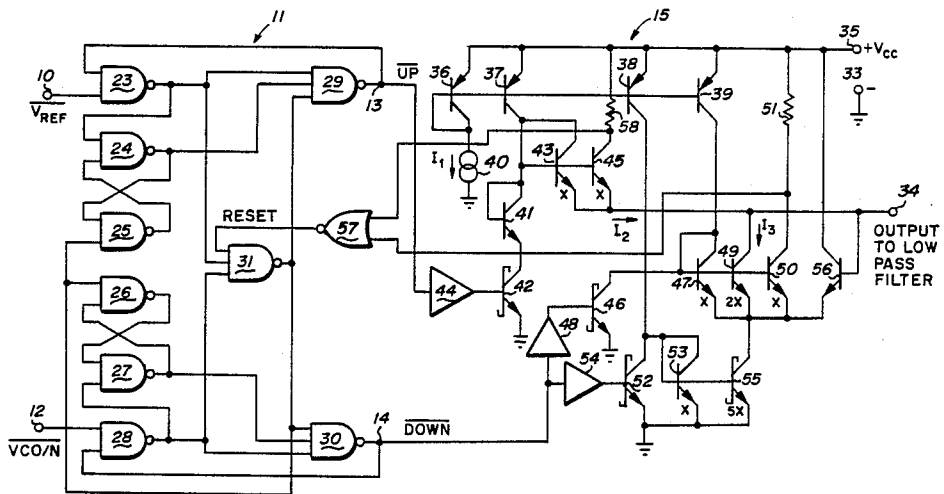 11
15
10
V_REF
23
24
25
26
27
28
29
30
31
13
14
UP
DOWN
RESET
57
12
VCO/N
36
37
38
39
35
+Vcc
33
-
I1
40
58
43
X
45
X
41
42
44
I2
I3
34
OUTPUT
TO LOW
PASS
FILTER
51
46
47
X
49
2X
50
X
56
48
54
52
53
X
55
5X